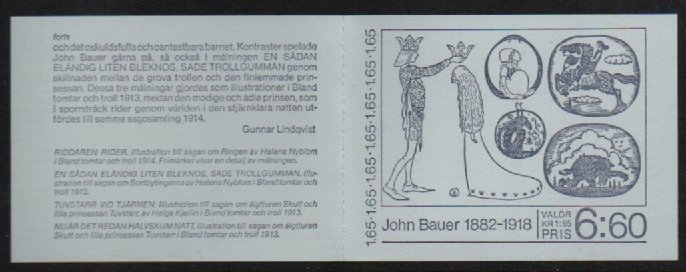 forts
och det oskuldsfulla och oantastbara barnet. Kontraster spelade
John Bauer gärna på, så också i målningen EN SÅDAN
ELÄNDIG LITEN BLEKNOS, SADE TROLLGUMMAN genom
skillnaden mellan de grova trollen och den finlemmade prin-
sessan. Dessa tre målningar gjordes som illustrationer i Bland
tomtar och troll 1913, medan den modige och ädle prinsen, som
i sporrsträck rider genom världen i den stjärnklara natten ut-
fördes till samma sagosamling 1914.
Gunnar Lindqvist
RIDDAREN RIDER. Illustration till sagan om Ringen av Helena Nyblom
i Bland tomtar och troll 1914. Frimärket visar en detalj av målningen.
EN SÅDAN ELÄNDIG LITEN BLEKNOS, SADE TROLLGUMMAN. Illu-
stration till sagan om Bortbytingarna av Helena Nyblom i Bland tomtar och
troll 1913.
TUVSTARR VID TJÄRNEN. Illustration till sagan om älgtjuren Skutt och
lilla prinsessan Tuvstarr, av Helge Kjellin i Bland tomtar och troll 1913.
NU ÄR DET REDAN HALVSKUM NATT. Illustration till sagan om älgtjuren
Skutt och lilla prinsessan Tuvstarr i Bland tomtar och troll 1913.
1.65·1.65·1.65·1.65·1.65·1.65·1.65·1.65
John Bauer 1882-1918
VALÖR
KR 1:65
PRIS
6:60